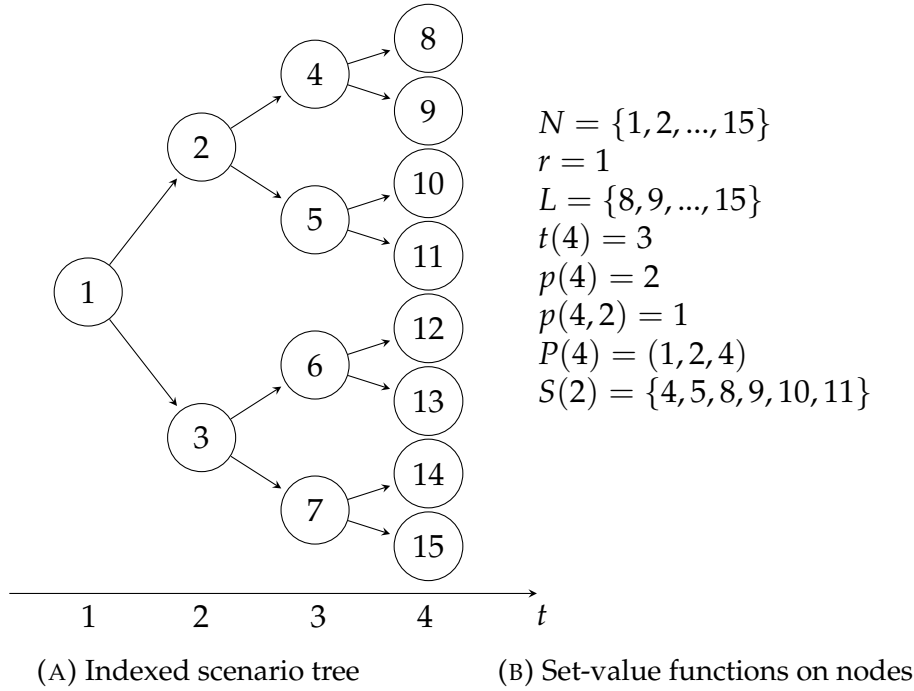 8
4
9
2
10
5
11
1
12
6
13
3
14
7
15
1 2 3 4 t
(A) Indexed scenario tree
N = {1, 2, ..., 15}
r = 1
L = {8, 9, ..., 15}
t(4) = 3
p(4) = 2
p(4, 2) = 1
P(4) = (1, 2, 4)
S(2) = {4, 5, 8, 9, 10, 11}
(B) Set-value functions on nodes